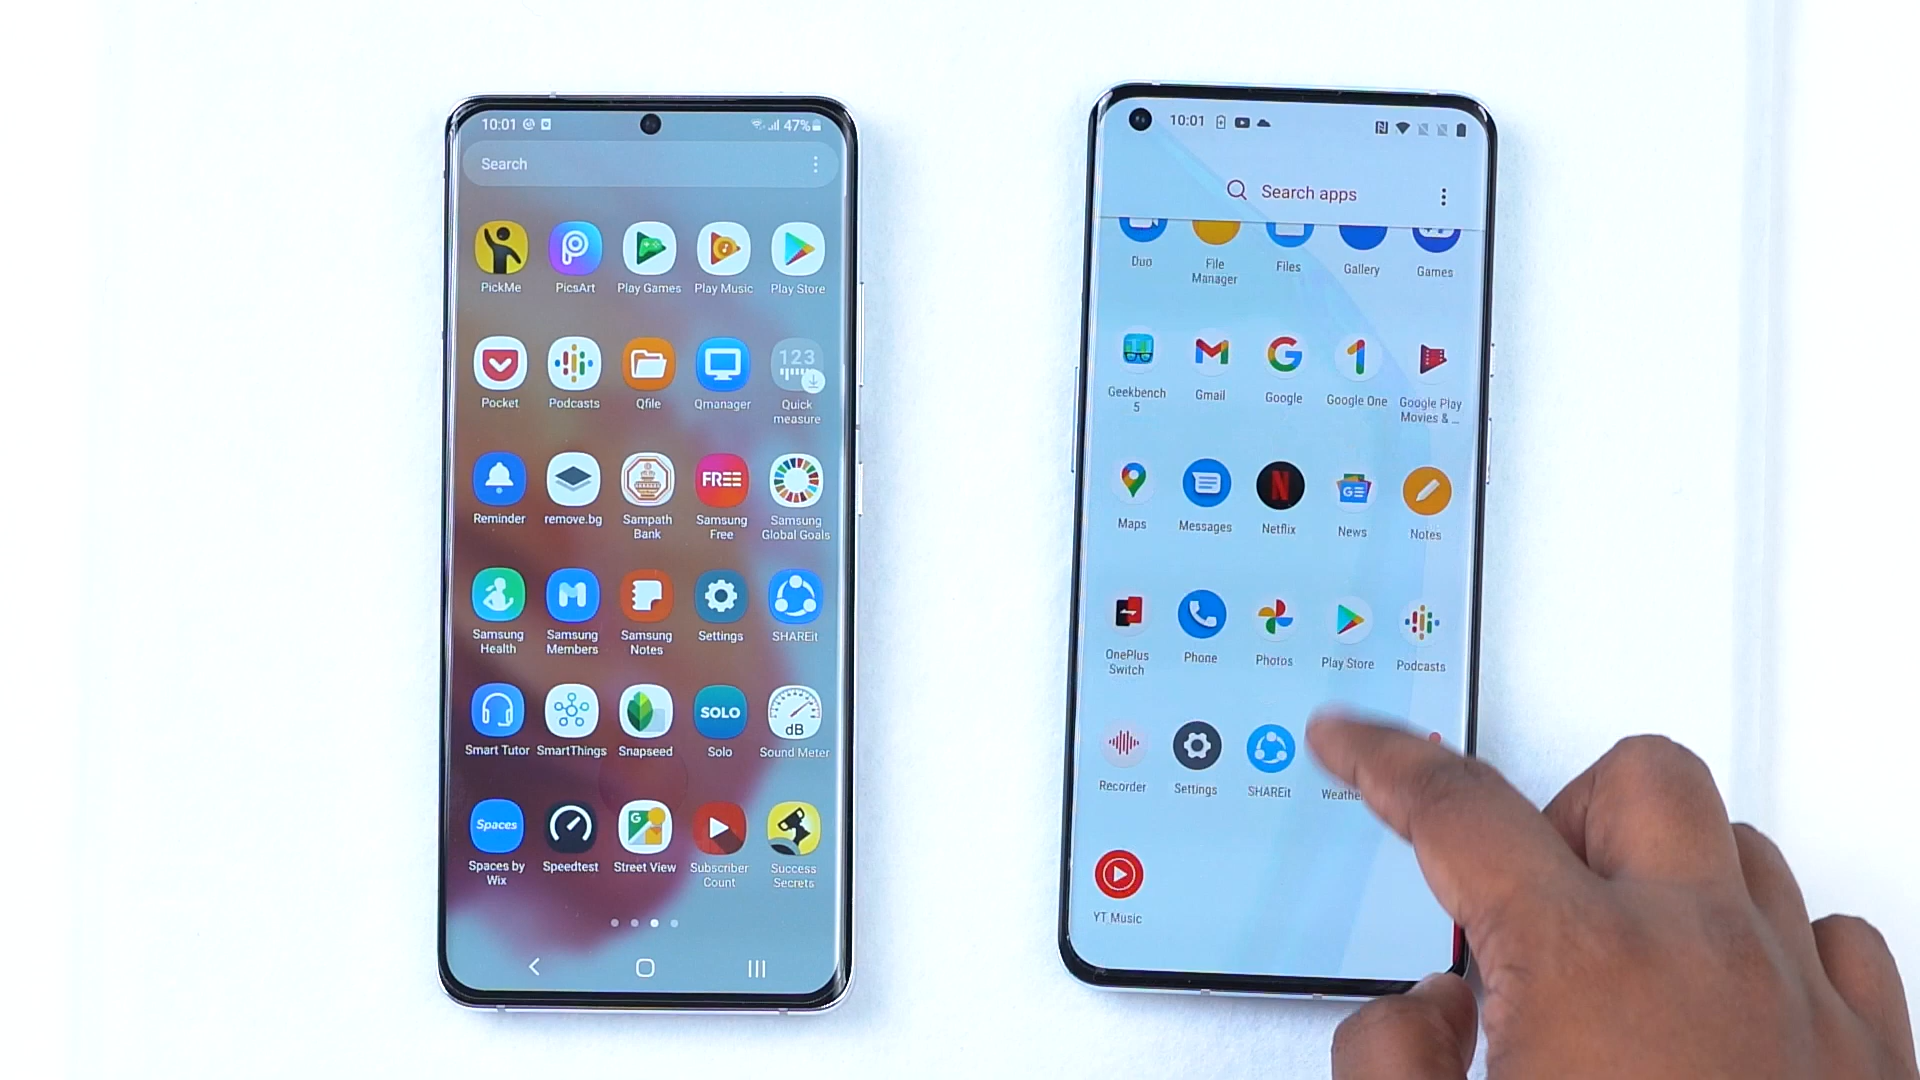 10:01
47%
Search
PickMe
PicsArt
Play Games
Play Music
Play Store
Pocket
Podcasts
Qfile
Qmanager
123
Quick
measure
Reminder
remove.bg
Sampath
Bank
FREE
Samsung
Free
Samsung
Global Goals
Samsung
Health
Samsung
Members
Samsung
Notes
Settings
SHAREit
Smart Tutor
SmartThings
Snapseed
SOLO
Solo
dB
Sound Meter
Spaces
Spaces by
Wix
Speedtest
G
Street View
Subscriber
Count
Success
Secrets
10:01
Search apps
Duo
File
Manager
Files
Gallery
Games
Geekbench
5
Gmail
Google
Google One
Google Play
Movies & ...
Maps
Messages
N
Netflix
GE
News
Notes
OnePlus
Switch
Phone
Photos
Play Store
Podcasts
Recorder
Settings
SHAREit
YT Music